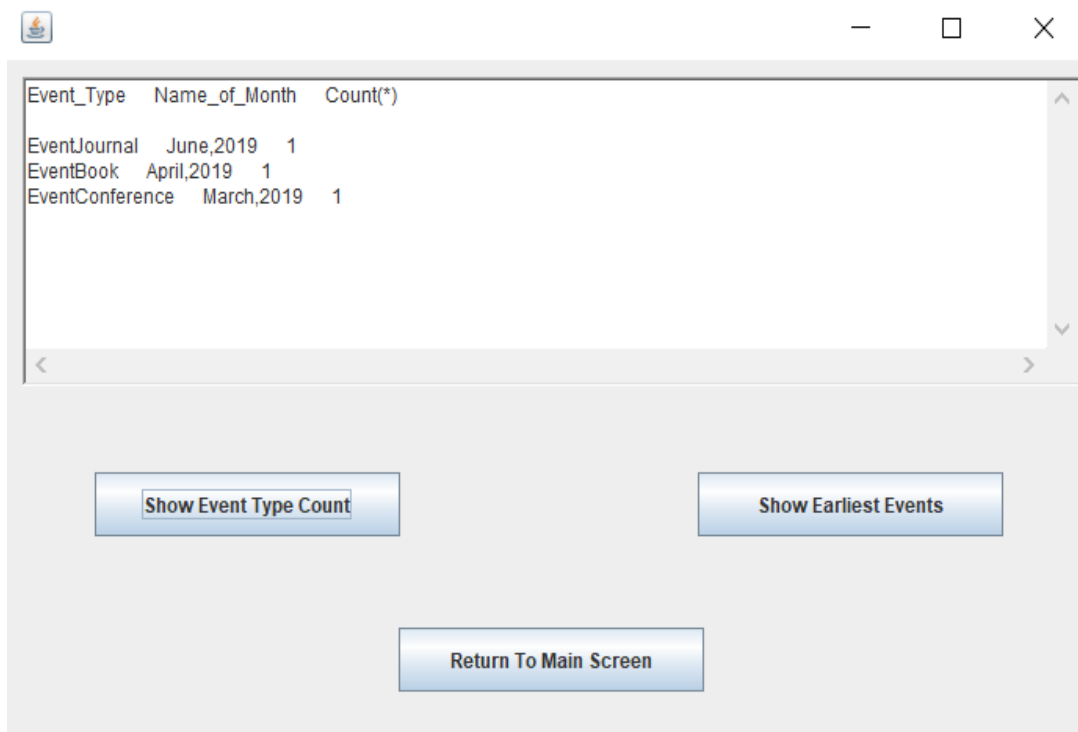 Event_Type Name_of_Month Count(*)
EventJournal June,2019 1
EventBook April,2019 1
EventConference March,2019 1
Show Event Type Count
Show Earliest Events
Return To Main Screen